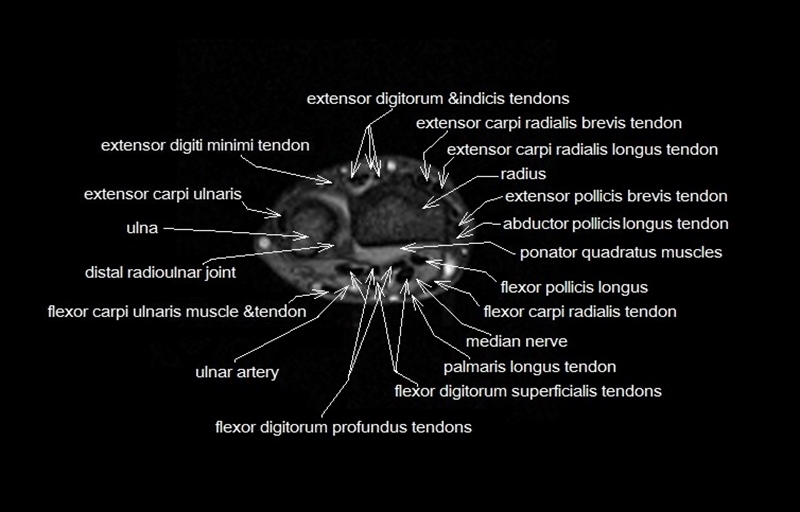 extensor digitorum &indicis tendons
extensor carpi radialis brevis tendon
extensor digiti minimi tendon
extensor carpi radialis longus tendon
radius
extensor carpi ulnaris
extensor pollicis brevis tendon
ulna
abductor pollicis longus tendon
ponator quadratus muscles
distal radioulnar joint
flexor pollicis longus
flexor carpi ulnaris muscle &tendon
flexor carpi radialis tendon
median nerve
ulnar artery
palmaris longus tendon
flexor digitorum superficialis tendons
flexor digitorum profundus tendons